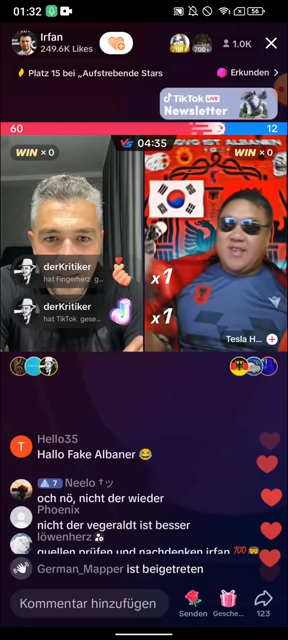 01:32
56
Irfan
249.6K Likes
1.0K
Platz 15 bei „Aufstrebende Stars
Erkunden >
TikTok LIVE
Newsletter
60
12
WIN × 0
VS 04:35
WIN × 0
derKritiker
hat Fingerherz g...
derKritiker
hat TikTok gese...
x1
x1
Tesla H... +
Hello35
Hallo Fake Albaner 😂
7 Neelo †ッ
och nö, nicht der wieder
Phoenix
nicht der vegeraldt ist besser
löwenherz
quellen prüfen und nachdenken irfan 💯
German_Mapper ist beigetreten
Kommentar hinzufügen
Senden
Gesche...
123